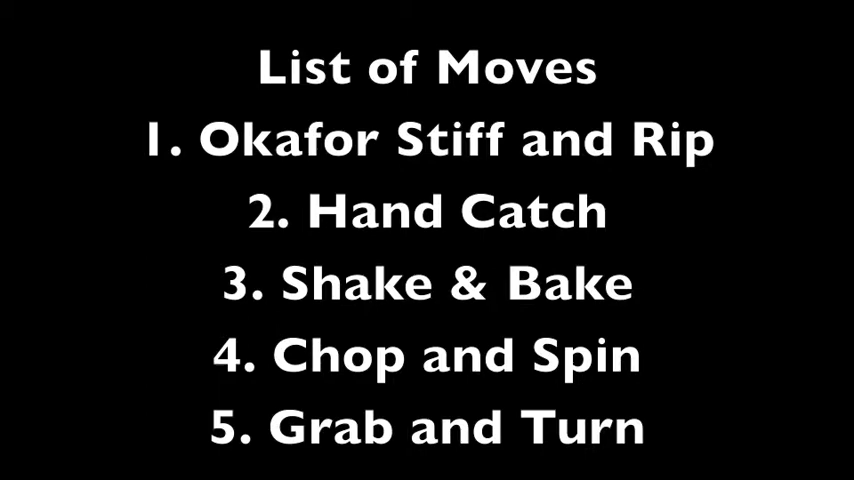 List of Moves
1. Okafor Stiff and Rip
2. Hand Catch
3. Shake & Bake
4. Chop and Spin
5. Grab and Turn